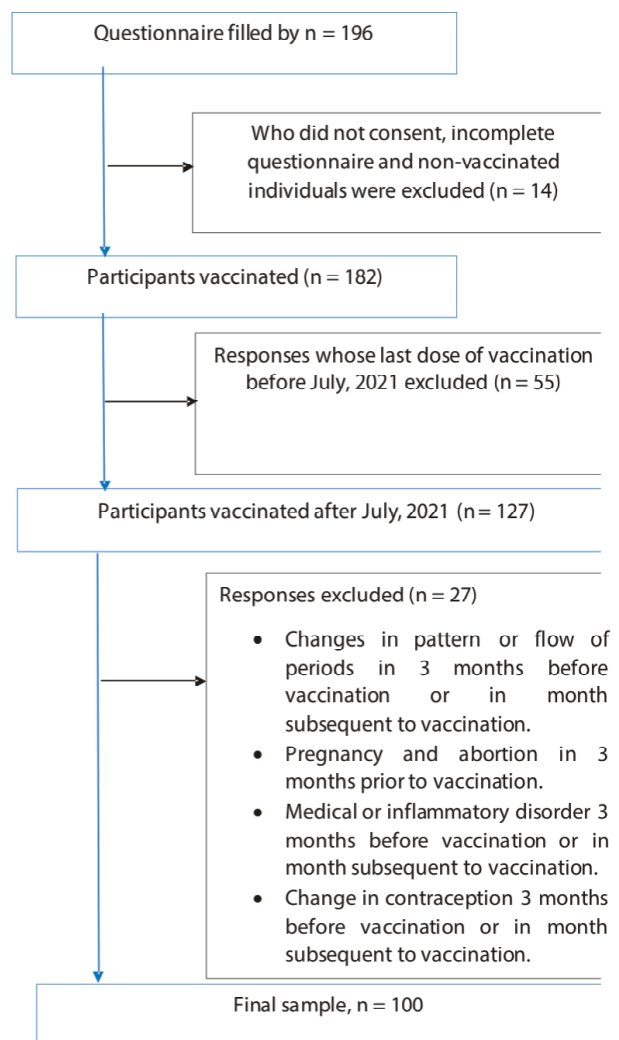 Questionnaire filled by n = 196
Who did not consent, incomplete
questionnaire and non-vaccinated
individuals were excluded (n = 14)
Participants vaccinated (n = 182)
Responses whose last dose of vaccination
before July, 2021 excluded (n = 55)
Participants vaccinated after July, 2021 (n = 127)
Responses excluded (n = 27)
• Changes in pattern or flow of
periods in 3 months before
vaccination or in month
subsequent to vaccination.
• Pregnancy and abortion in 3
months prior to vaccination.
• Medical or inflammatory disorder 3
months before vaccination or in
month subsequent to vaccination.
• Change in contraception 3 months
before vaccination or in month
subsequent to vaccination.
Final sample, n = 100